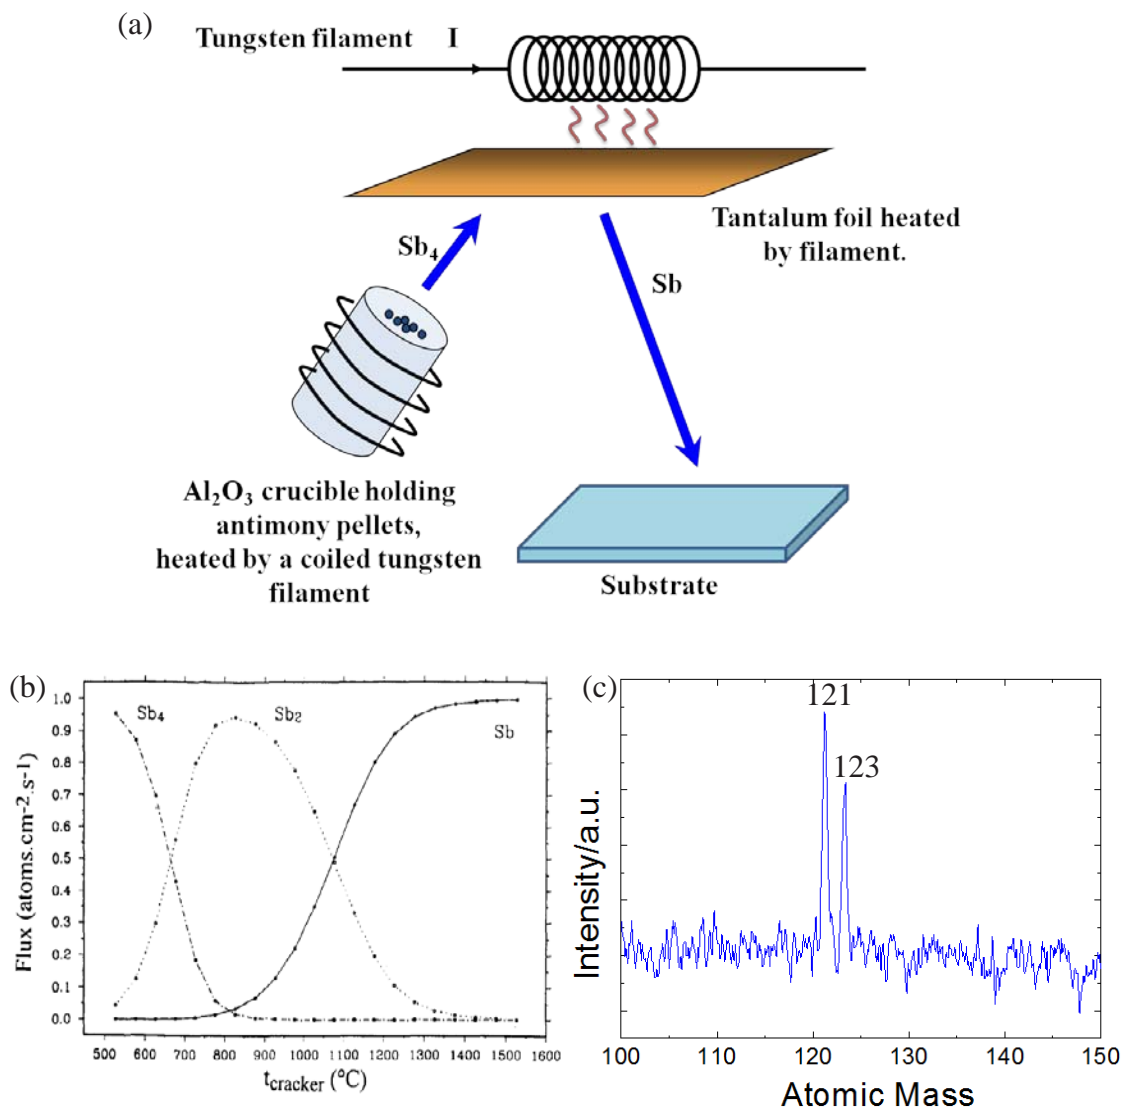 (a)
Tungsten filament I
Tantalum foil heated
by filament.
Sb₄
Sb
Al₂O₃ crucible holding
antimony pellets,
heated by a coiled tungsten
filament
Substrate
(b)
Flux (atoms.cm⁻².s⁻¹)
1.0
0.9
0.8
0.7
0.6
0.5
0.4
0.3
0.2
0.1
0.0
Sb₄
Sb₂
Sb
500 600 700 800 900 1000 1100 1200 1300 1400 1500 1600
t_cracker (°C)
(c)
Intensity/a.u.
121
123
100 110 120 130 140 150
Atomic Mass